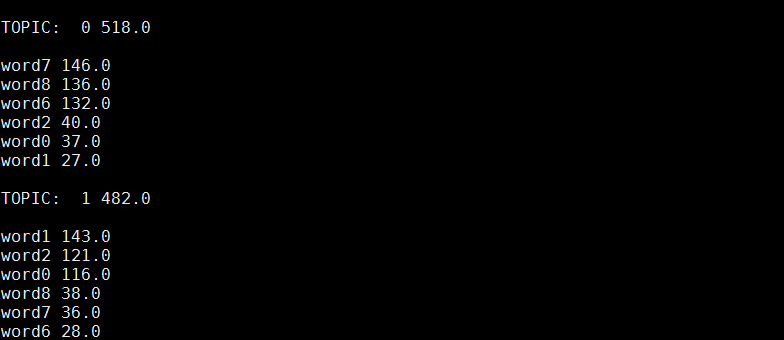 TOPIC:  0 518.0
word7 146.0
word8 136.0
word6 132.0
word2 40.0
word0 37.0
word1 27.0
TOPIC:  1 482.0
word1 143.0
word2 121.0
word0 116.0
word8 38.0
word7 36.0
word6 28.0